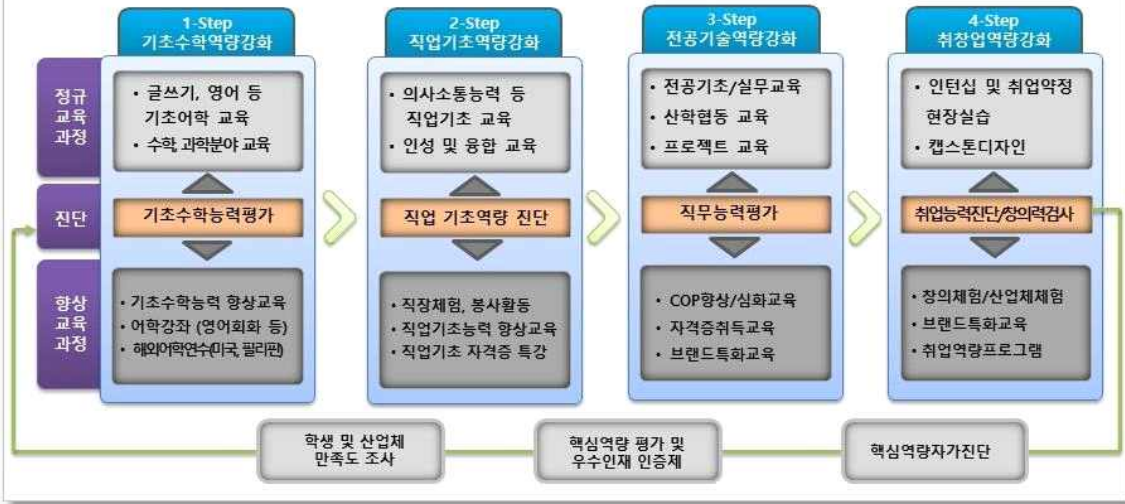 1-Step
기초수학역량강화
2-Step
직업기초역량강화
3-Step
전공기술역량강화
4-Step
취창업역량강화
정규
교육
과정
• 글쓰기, 영어 등
기초어학 교육
• 수학, 과학분야 교육
• 의사소통능력 등
직업기초 교육
• 인성 및 융합 교육
• 전공기초/실무교육
• 산학협동 교육
• 프로젝트 교육
• 인턴십 및 취업약정
현장실습
• 캡스톤디자인
진단
기초수학능력평가
직업 기초역량 진단
직무능력평가
취업능력진단/창의력검사
향상
교육
과정
• 기초수학능력 향상교육
• 어학강좌 (영어회화 등)
• 해외어학연수(미국, 필리핀)
• 직장체험, 봉사활동
• 직업기초능력 향상교육
• 직업기초 자격증 특강
• COP향상/심화교육
• 자격증취득교육
• 브랜드특화교육
• 창의체험/산업체체험
• 브랜드특화교육
• 취업역량프로그램
학생 및 산업체
만족도 조사
핵심역량 평가 및
우수인재 인증제
핵심역량자가진단